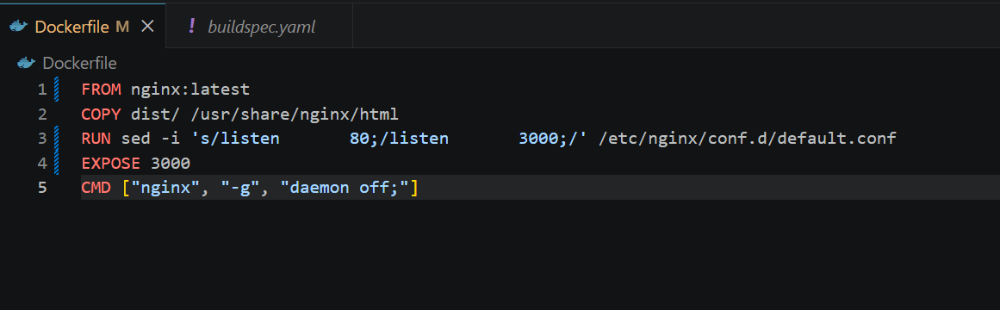 Dockerfile M
! buildspec.yaml
Dockerfile
1 FROM nginx:latest
2 COPY dist/ /usr/share/nginx/html
3 RUN sed -i 's/listen       80;/listen       3000;/' /etc/nginx/conf.d/default.conf
4 EXPOSE 3000
5 CMD ["nginx", "-g", "daemon off;"]